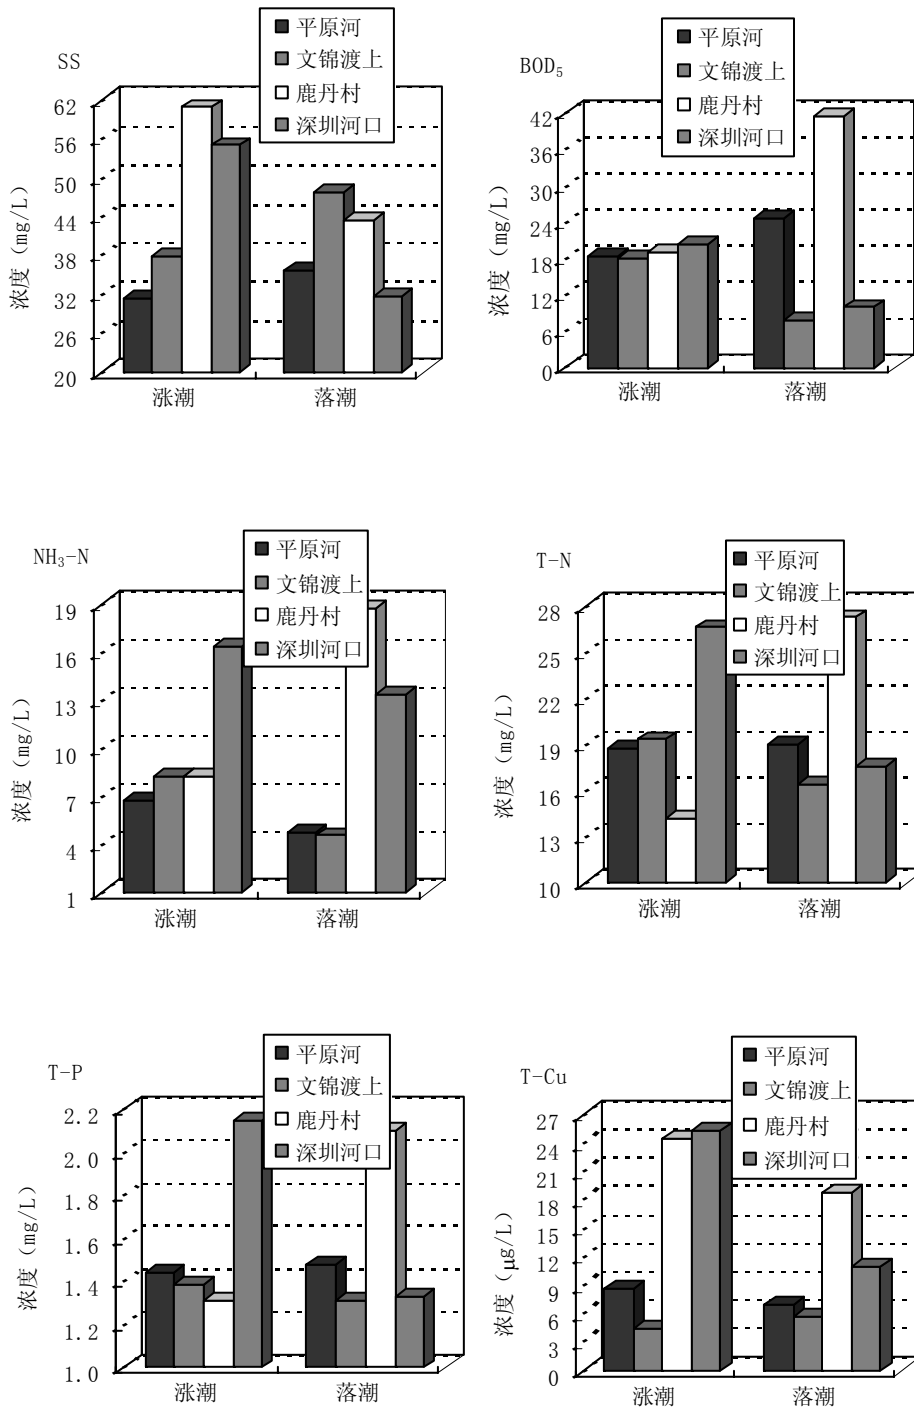 SS
浓度 (mg/L)
62
56
50
44
38
32
26
20
平原河
文锦渡上
鹿丹村
深圳河口
涨潮
落潮
BOD₅
浓度 (mg/L)
42
36
30
24
18
12
6
0
平原河
文锦渡上
鹿丹村
深圳河口
涨潮
落潮
NH₃-N
浓度 (mg/L)
19
16
13
10
7
4
1
平原河
文锦渡上
鹿丹村
深圳河口
涨潮
落潮
T-N
浓度 (mg/L)
28
25
22
19
16
13
10
平原河
文锦渡上
鹿丹村
深圳河口
涨潮
落潮
T-P
浓度 (mg/L)
2.2
2.0
1.8
1.6
1.4
1.2
1.0
平原河
文锦渡上
鹿丹村
深圳河口
涨潮
落潮
T-Cu
浓度 (μg/L)
27
24
21
18
15
12
9
6
3
0
平原河
文锦渡上
鹿丹村
深圳河口
涨潮
落潮